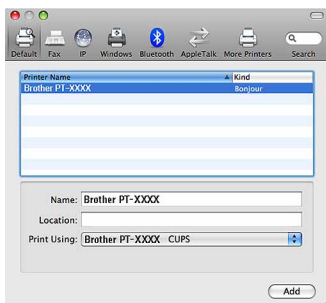 Default Fax IP Windows Bluetooth AppleTalk More Printers Search
Printer Name Kind
Brother PT-XXXX Bonjour
Name: Brother PT-XXXX
Location:
Print Using: Brother PT-XXXX CUPS
Add